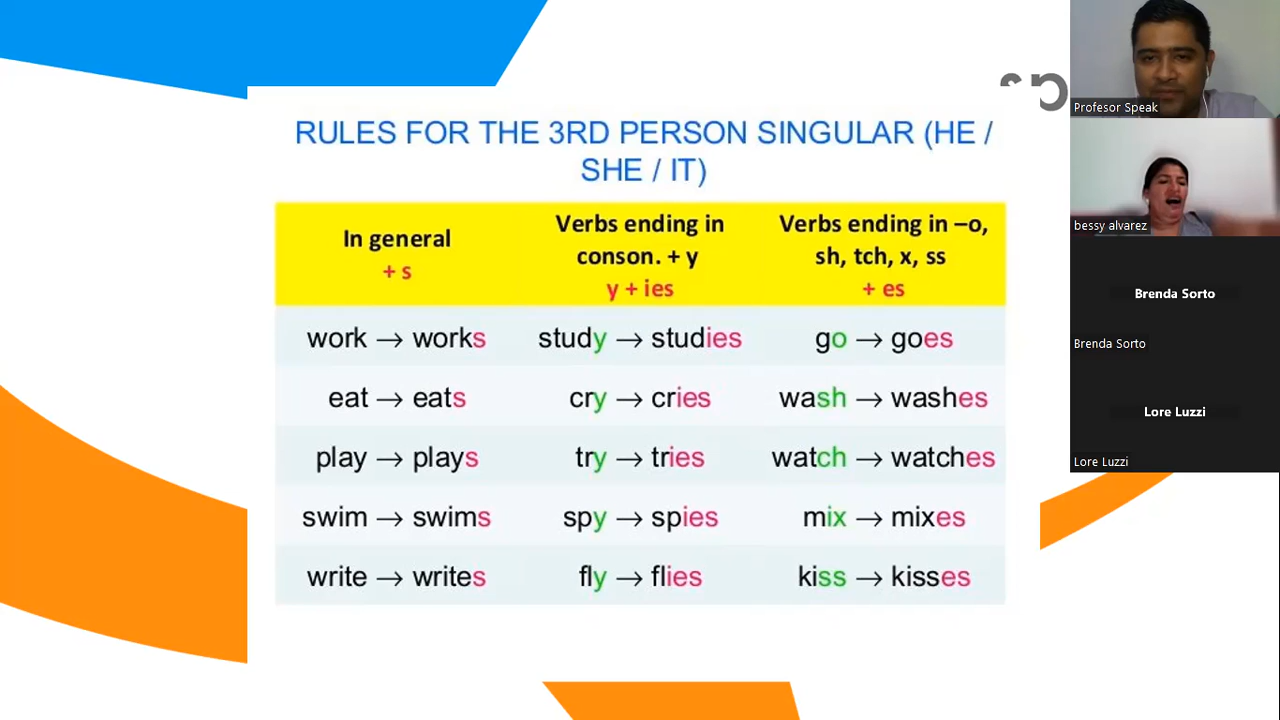 RULES FOR THE 3RD PERSON SINGULAR (HE /
SHE / IT)
In general
+ s
Verbs ending in
conson. + y
y + ies
Verbs ending in –o,
sh, tch, x, ss
+ es
work → works
study → studies
go → goes
eat → eats
cry → cries
wash → washes
play → plays
try → tries
watch → watches
swim → swims
spy → spies
mix → mixes
write → writes
fly → flies
kiss → kisses
Profesor Speak
bessy alvarez
Brenda Sorto
Brenda Sorto
Lore Luzzi
Lore Luzzi